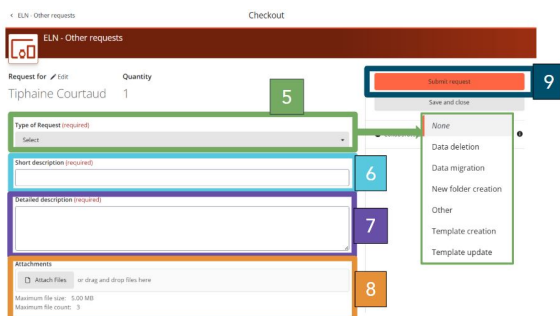 ELN - Other requests
Checkout
ELN - Other requests
Request for Edit
Quantity
Tiphaine Courtaud
1
5
Type of Request (required)
Select
Short description (required)
6
Detailed description (required)
7
Attachments
Attach Files or drag and drop files here
Maximum file size: 5.00 MB
Maximum file count: 3
8
Submit request
9
Save and close
None
Data deletion
Data migration
New folder creation
Other
Template creation
Template update